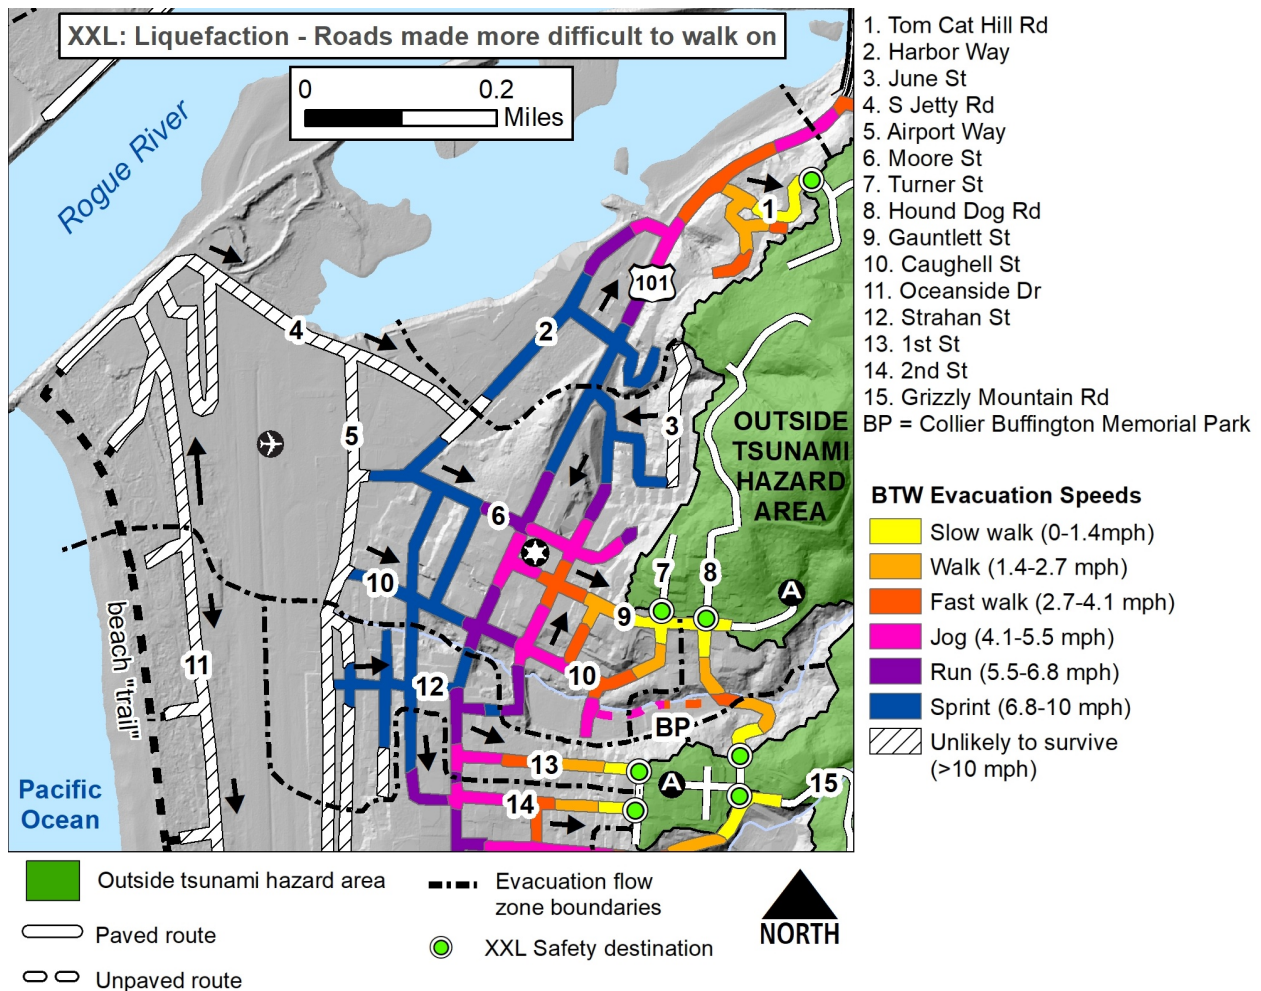 XXL: Liquefaction - Roads made more difficult to walk on
0 0.2
Miles
Rogue River
1
101
2
4
3
5
OUTSIDE
TSUNAMI
HAZARD
AREA
6
7
8
10
A
9
beach "trail"
11
12
10
BP
13
A
15
14
Pacific
Ocean
1. Tom Cat Hill Rd
2. Harbor Way
3. June St
4. S Jetty Rd
5. Airport Way
6. Moore St
7. Turner St
8. Hound Dog Rd
9. Gauntlett St
10. Caughell St
11. Oceanside Dr
12. Strahan St
13. 1st St
14. 2nd St
15. Grizzly Mountain Rd
BP = Collier Buffington Memorial Park
BTW Evacuation Speeds
Slow walk (0-1.4mph)
Walk (1.4-2.7 mph)
Fast walk (2.7-4.1 mph)
Jog (4.1-5.5 mph)
Run (5.5-6.8 mph)
Sprint (6.8-10 mph)
Unlikely to survive
(>10 mph)
Outside tsunami hazard area
Paved route
Unpaved route
Evacuation flow
zone boundaries
XXL Safety destination
NORTH